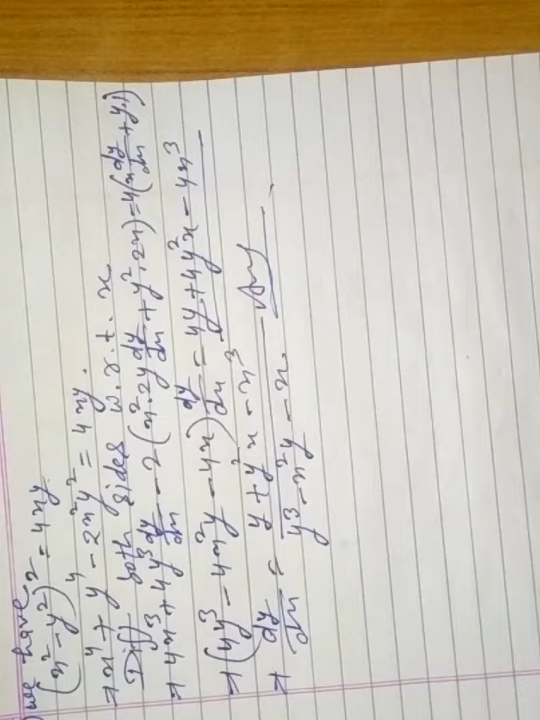 we have
(x²-y²)² = 4xy
→ x⁴ + y⁴ - 2x²y² = 4xy.
Diff. both sides w.r.t. x
→ 4x³ + 4y³ dy/dx - 2(x²·2y dy/dx + y²·2x) = 4(x dy/dx + y·1)
→ (4y³ - 4x²y - 4x) dy/dx = 4y + 4y²x - 4x³
→ dy/dx = y + y²x - x³ / y³ - x²y - x. Ans